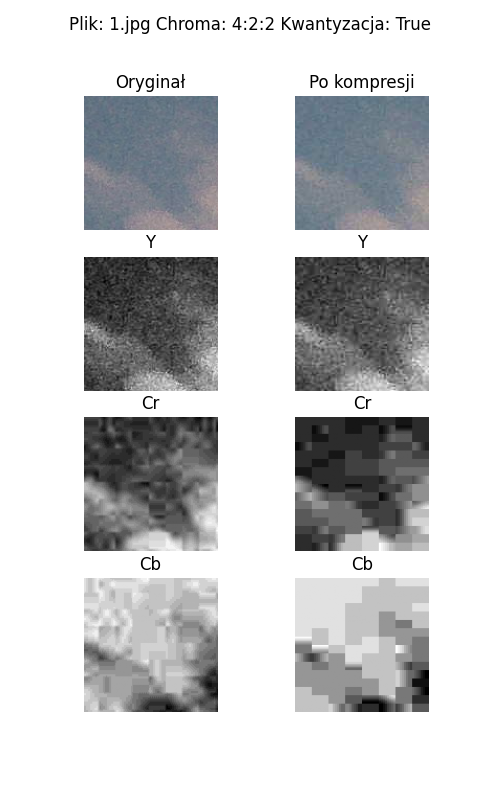 Plik: 1.jpg Chroma: 4:2:2 Kwantyzacja: True
Oryginał Po kompresji
Y Y
Cr Cr
Cb Cb